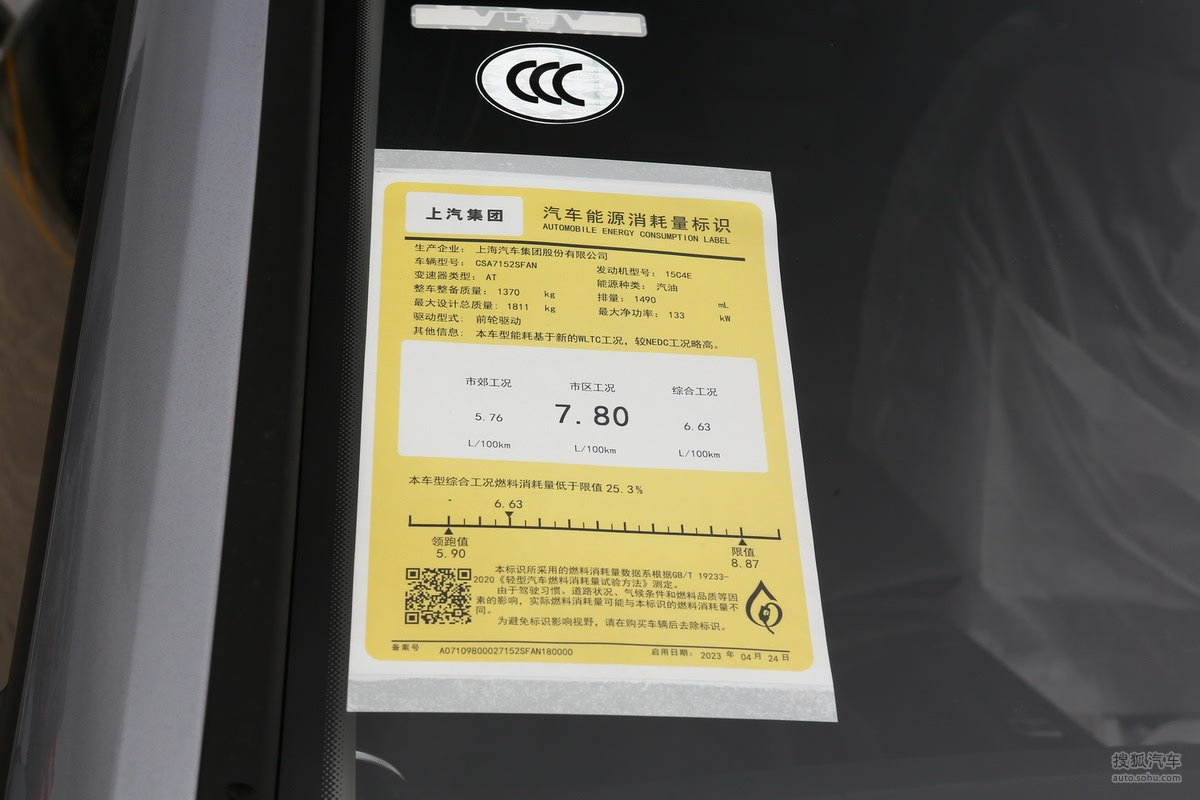 CCC
上汽集团
汽车能源消耗量标识
AUTOMOBILE ENERGY CONSUMPTION LABEL
生产企业: 上海汽车集团股份有限公司
车辆型号: CSA7152SFAN 发动机型号: 15C4E
变速器类型: AT 能源种类: 汽油
整车整备质量: 1370 kg 排量: 1490 mL
最大设计总质量: 1811 kg 最大净功率: 133 kW
驱动型式: 前轮驱动
其他信息: 本车型能耗基于新的WLTC工况,较NEDC工况略高。
市郊工况 市区工况 综合工况
5.76 7.80 6.63
L/100km L/100km L/100km
本车型综合工况燃料消耗量低于限值 25.3%
6.63
领跑值 限值
5.90 8.87
本标识所采用的燃料消耗量数据系根据GB/T 19233-
2020《轻型汽车燃料消耗量试验方法》测定。
由于驾驶习惯、道路状况、气候条件和燃料品质等因
素的影响,实际燃料消耗量可能与本标识的燃料消耗量不
同。
为避免标识影响视野,请在购买车辆后去除标识。
备案号 A07109800027152SFAN180000 启用日期: 2023 年 04 月 24 日
搜狐汽车
auto.sohu.com